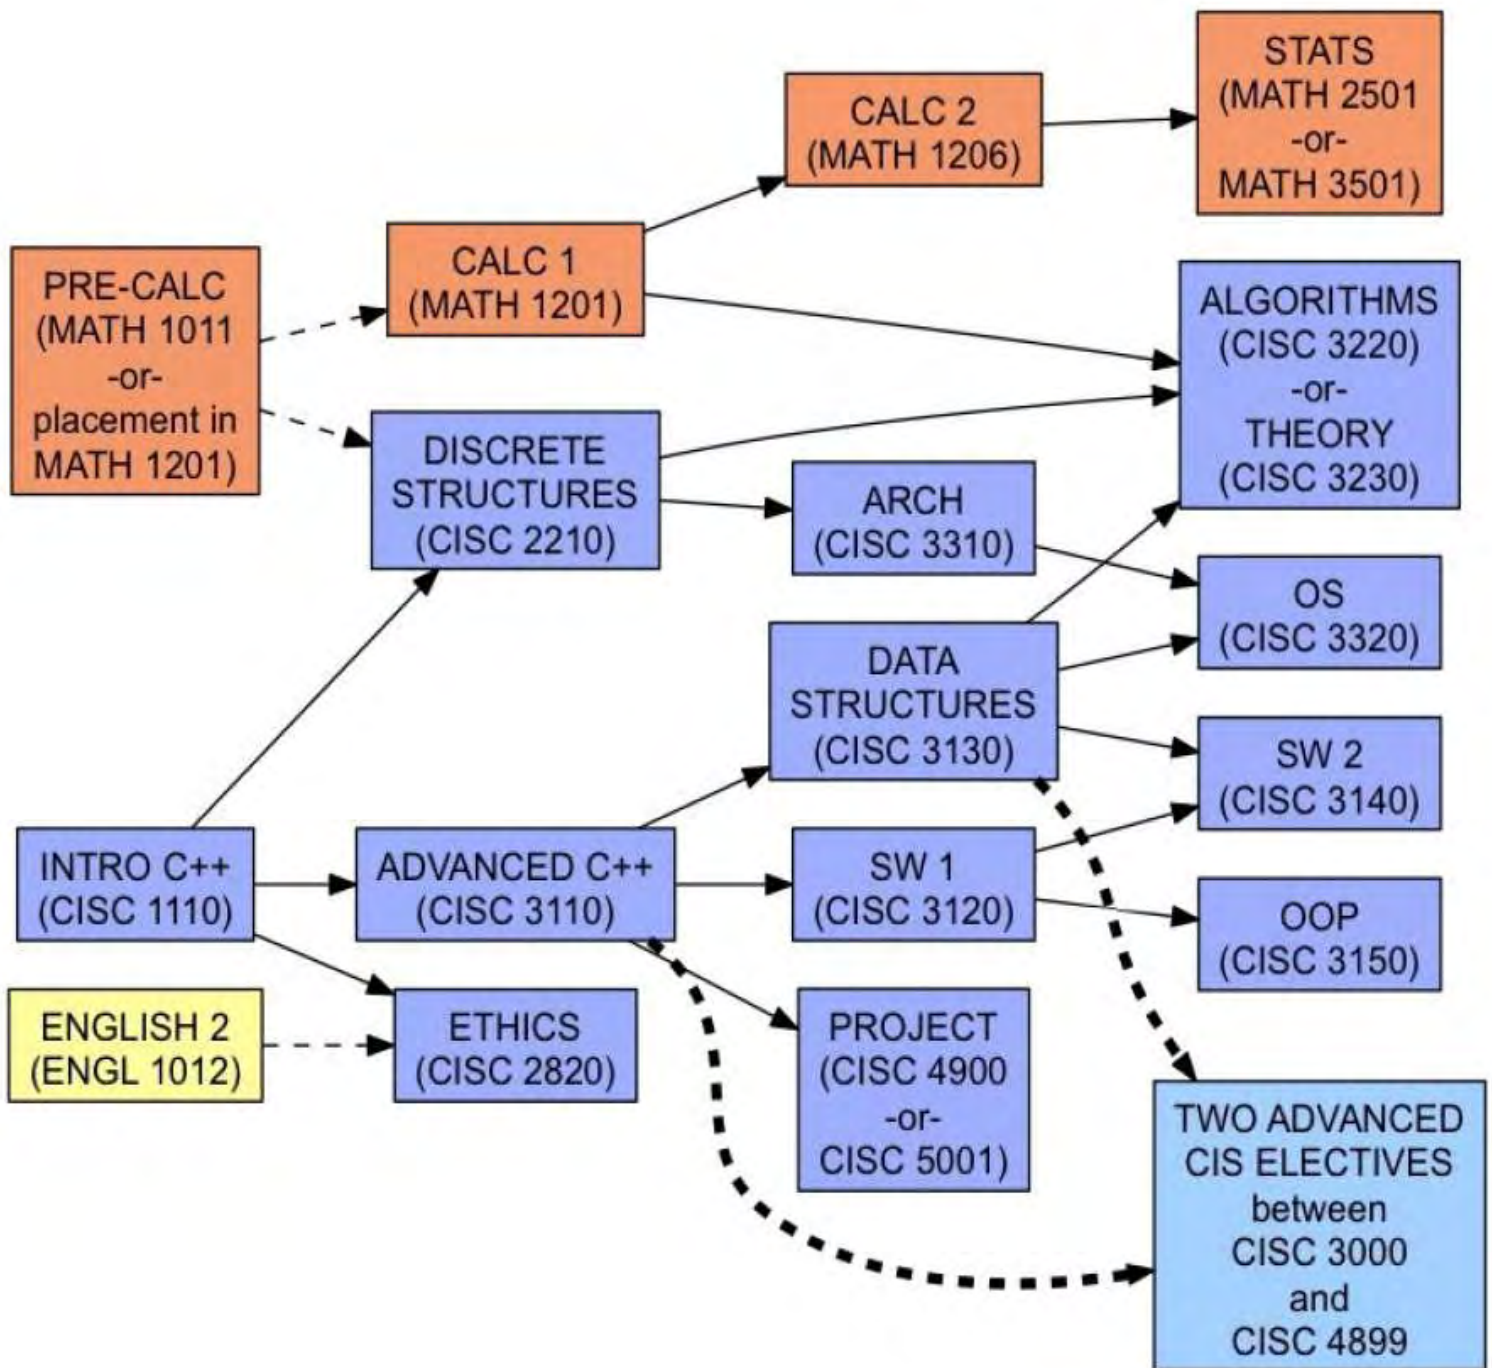 STATS
(MATH 2501
-or-
MATH 3501)
CALC 2
(MATH 1206)
CALC 1
(MATH 1201)
PRE-CALC
(MATH 1011
-or-
placement in
MATH 1201)
ALGORITHMS
(CISC 3220)
-or-
THEORY
(CISC 3230)
DISCRETE
STRUCTURES
(CISC 2210)
ARCH
(CISC 3310)
OS
(CISC 3320)
DATA
STRUCTURES
(CISC 3130)
SW 2
(CISC 3140)
INTRO C++
(CISC 1110)
ADVANCED C++
(CISC 3110)
SW 1
(CISC 3120)
OOP
(CISC 3150)
ENGLISH 2
(ENGL 1012)
ETHICS
(CISC 2820)
PROJECT
(CISC 4900
-or-
CISC 5001)
TWO ADVANCED
CIS ELECTIVES
between
CISC 3000
and
CISC 4899